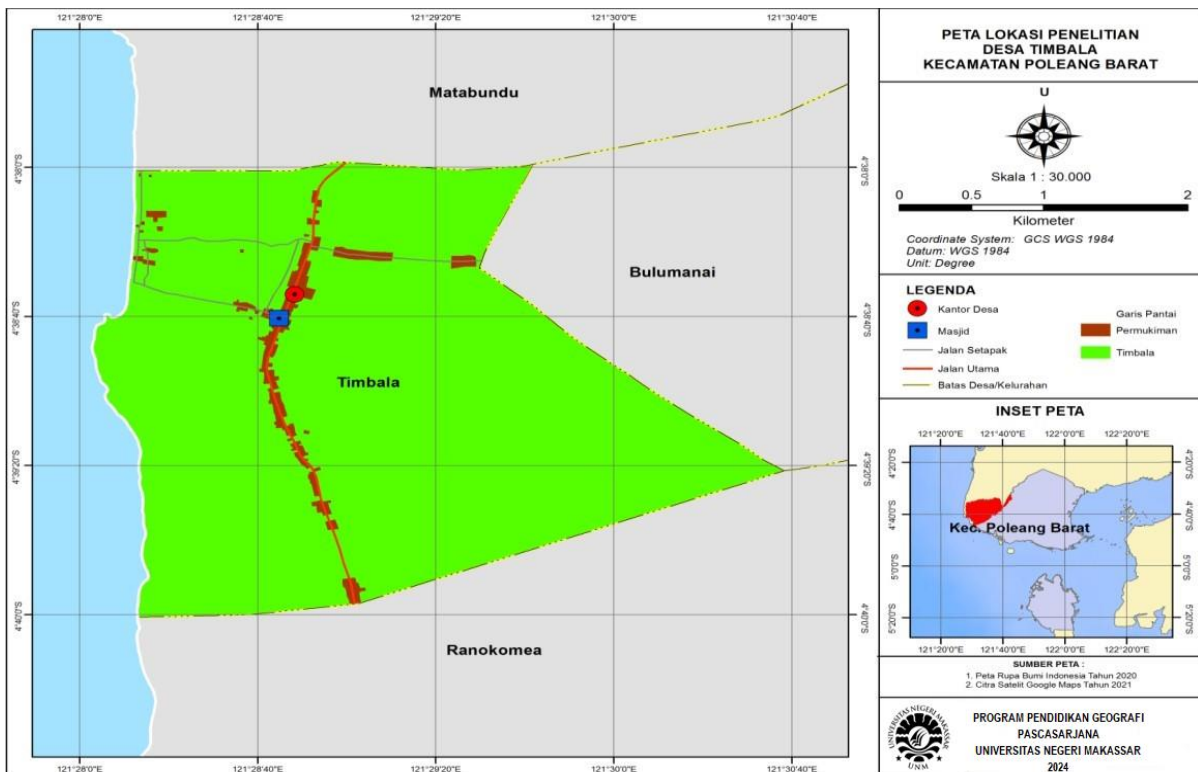 121°28'0"E
121°28'40"E
121°29'20"E
121°30'0"E
121°30'40"E
4°38'0"S
4°38'40"S
4°39'20"S
4°40'0"S
Matabundu
Bulumanai
Timbala
Ranokomea
4°38'0"S
4°38'40"S
4°39'20"S
4°40'0"S
121°28'0"E
121°28'40"E
121°29'20"E
121°30'0"E
121°30'40"E
PETA LOKASI PENELITIAN
DESA TIMBALA
KECAMATAN POLEANG BARAT
U
Skala 1 : 30.000
0 0.5 1 2
Kilometer
Coordinate System: GCS WGS 1984
Datum: WGS 1984
Unit: Degree
LEGENDA
Kantor Desa
Masjid
Jalan Setapak
Jalan Utama
Batas Desa/Kelurahan
Garis Pantai
Permukiman
Timbala
INSET PETA
121°20'0"E 121°40'0"E 122°0'0"E 122°20'0"E
4°20'0"S
4°40'0"S
5°0'0"S
5°20'0"S
Kec. Poleang Barat
4°20'0"S
4°40'0"S
5°0'0"S
5°20'0"S
121°20'0"E 121°40'0"E 122°0'0"E 122°20'0"E
SUMBER PETA :
1. Peta Rupa Bumi Indonesia Tahun 2020
2. Citra Satelit Google Maps Tahun 2021
UNIVERSITAS NEGERI MAKASSAR
UNM
PROGRAM PENDIDIKAN GEOGRAFI
PASCASARJANA
UNIVERSITAS NEGERI MAKASSAR
2024